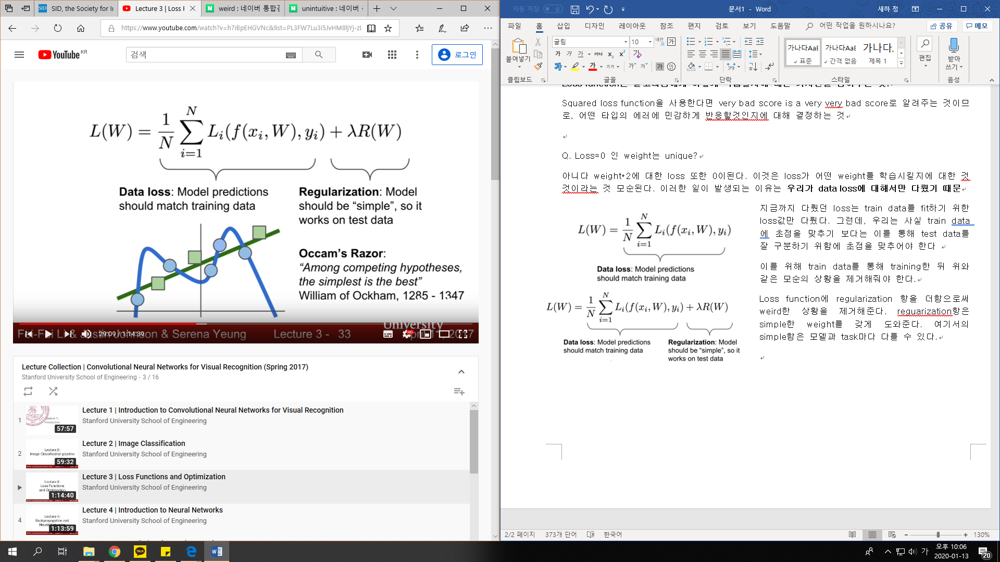 SID, the Society for In
Lecture 3 | Loss F
weird : 네이버 통합검
unintuitive : 네이버
https://www.youtube.com/watch?v=h7iBpEHGVNc&list=PL3FW7Lu3i5JvHM8ljYj-zL
YouTube KR
검색
로그인
L(W) = 1/N ∑ i=1 N L_i(f(x_i, W), y_i) + λR(W)
Data loss: Model predictions
should match training data
Regularization: Model
should be “simple”, so it
works on test data
Occam’s Razor:
“Among competing hypotheses,
the simplest is the best”
William of Ockham, 1285 - 1347
University
Fei-Fei Li & Justin Johnson & Serena Yeung Lecture 3 - 33 April 11, 2017
29:09 / 1:14:39
HD
Lecture Collection | Convolutional Neural Networks for Visual Recognition (Spring 2017)
Stanford University School of Engineering - 3 / 16
1
Lecture 1:
Introduction
57:57
Lecture 1 | Introduction to Convolutional Neural Networks for Visual Recognition
Stanford University School of Engineering
2
Lecture 2:
Image Classification pipeline
59:32
Lecture 2 | Image Classification
Stanford University School of Engineering
Lecture 3:
Loss Functions
and Optimization
1:14:40
Lecture 3 | Loss Functions and Optimization
Stanford University School of Engineering
4
Lecture 4:
Backpropagation and
Neural Networks
1:13:59
Lecture 4 | Introduction to Neural Networks
Stanford University School of Engineering
자동 저장
문서1 - Word
새하 정
파일 홈 삽입 디자인 레이아웃 참조 편지 검토 보기 도움말 어떤 작업을 원하시나요? 공유 메모
붙여넣기
굴림 10
가 가 가 가나 x₂ x²
가나다AaE 가나다AaE 가나다
표준 간격 없음 제목 1
편집
받아
쓰기
클립보드 글꼴 단락 스타일 음성
Squared loss function을 사용한다면 very bad score is a very very bad score로 알려주는 것이므
로, 어떤 타입의 에러에 민감하게 반응할것인지에 대해 결정하는 것
Q. Loss=0 인 weight는 unique?
아니다 weight*2에 대한 loss 또한 0이된다. 이것은 loss가 어떤 weight를 학습시킬지에 대한 것
것이라는 것 모순된다. 이러한 일이 발생되는 이유는 우리가 data loss에 대해서만 다뤘기 때문
L(W) = 1/N ∑ i=1 N L_i(f(x_i, W), y_i)
Data loss: Model predictions
should match training data
L(W) = 1/N ∑ i=1 N L_i(f(x_i, W), y_i) + λR(W)
Data loss: Model predictions
should match training data
Regularization: Model
should be “simple”, so it
works on test data
지금까지 다뤘던 loss는 train data를 fit하기 위한
loss값만 다뤘다. 그런데, 우리는 사실 train data
에 초점을 맞추기 보다는 이를 통해 test data를
잘 구분하기 위함에 초점을 맞추어야 한다
이를 위해 train data를 통해 training한 뒤 위와
같은 모순의 상황을 제거해줘야 한다.
Loss function에 regularization 항을 더함으로써
weird한 상황을 제거해준다. reguarization항은
simple한 weight를 갖게 도와준다. 여기서의
simple함은 모델과 task마다 다를 수 있다.
2/2 페이지 373개 단어 한국어
130%
TALK
가
오후 10:06
2020-01-13
20